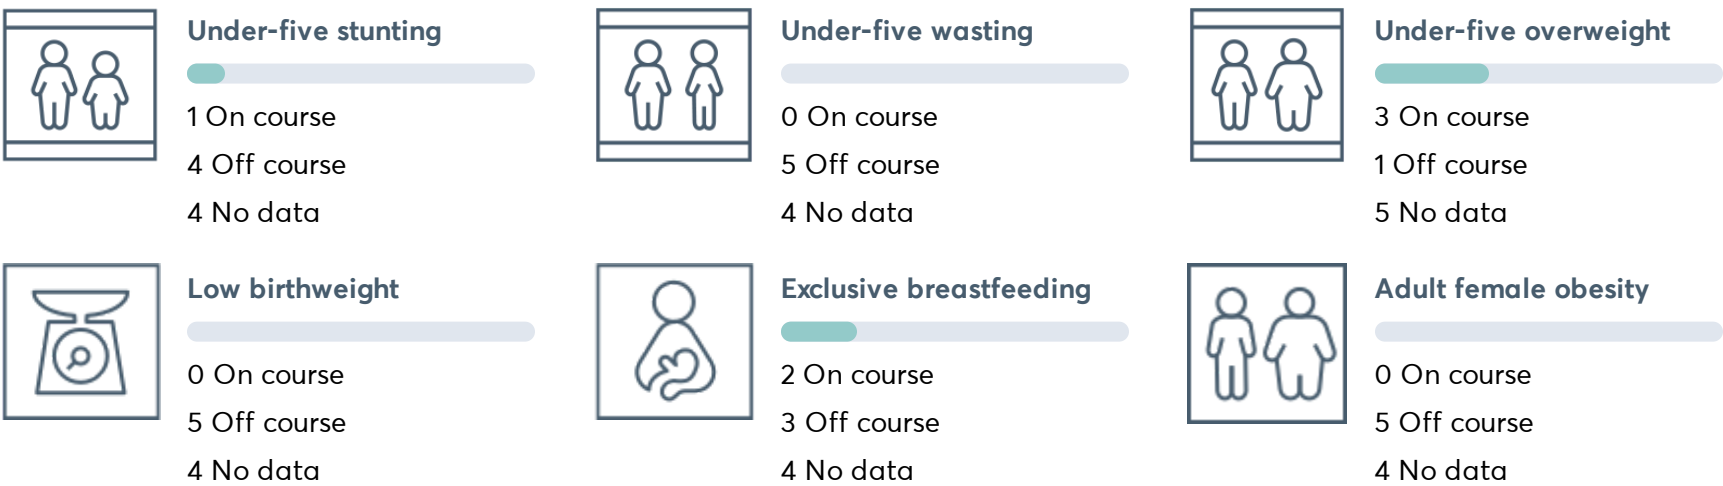 Under-five stunting
1 On course
4 Off course
4 No data
Under-five wasting
0 On course
5 Off course
4 No data
Under-five overweight
3 On course
1 Off course
5 No data
Low birthweight
0 On course
5 Off course
4 No data
Exclusive breastfeeding
2 On course
3 Off course
4 No data
Adult female obesity
0 On course
5 Off course
4 No data